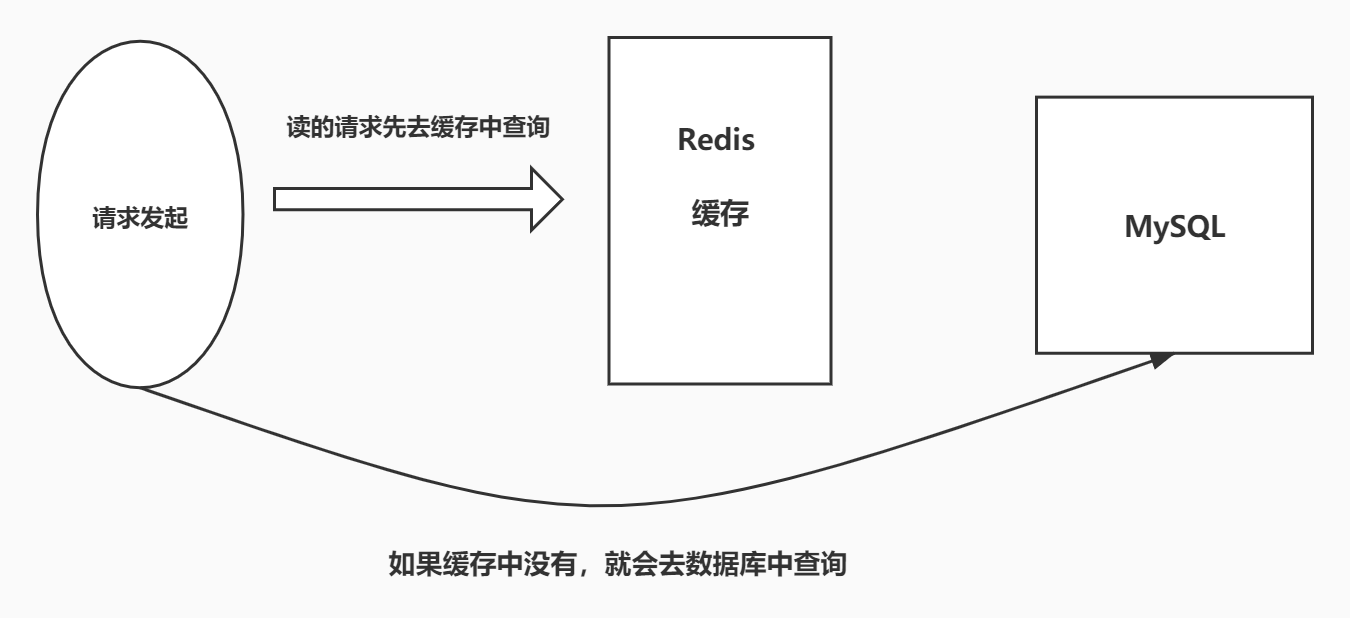 读的请求先去缓存中查询
Redis
缓存
请求发起
MySQL
如果缓存中没有，就会去数据库中查询